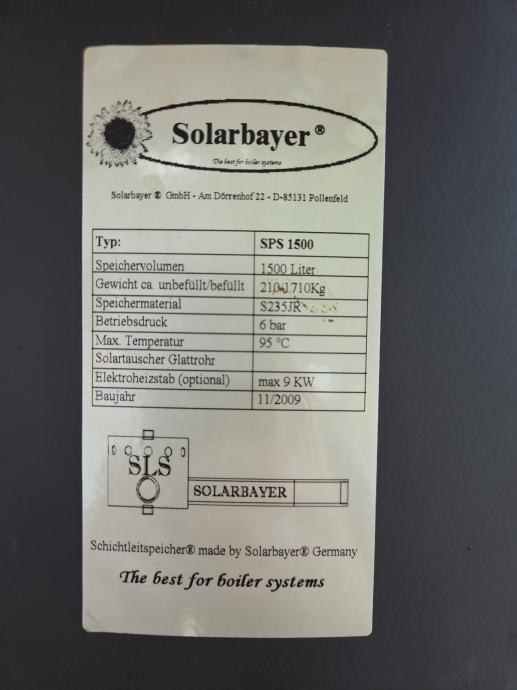 Solarbayer®
The best for boiler systems
Solarbayer® GmbH - Am Dörrenhof 22 - D-85131 Pollenfeld
Typ: SPS 1500
Speichervolumen 1500 Liter
Gewicht ca. unbefüllt/befüllt 210/1710Kg
Speichermaterial S235JR
Betriebsdruck 6 bar
Max. Temperatur 95 °C
Solartauscher Glattrohr
Elektroheizstab (optional) max 9 KW
Baujahr 11/2009
SLS
SOLARBAYER
Schichtleitspeicher® made by Solarbayer® Germany
The best for boiler systems